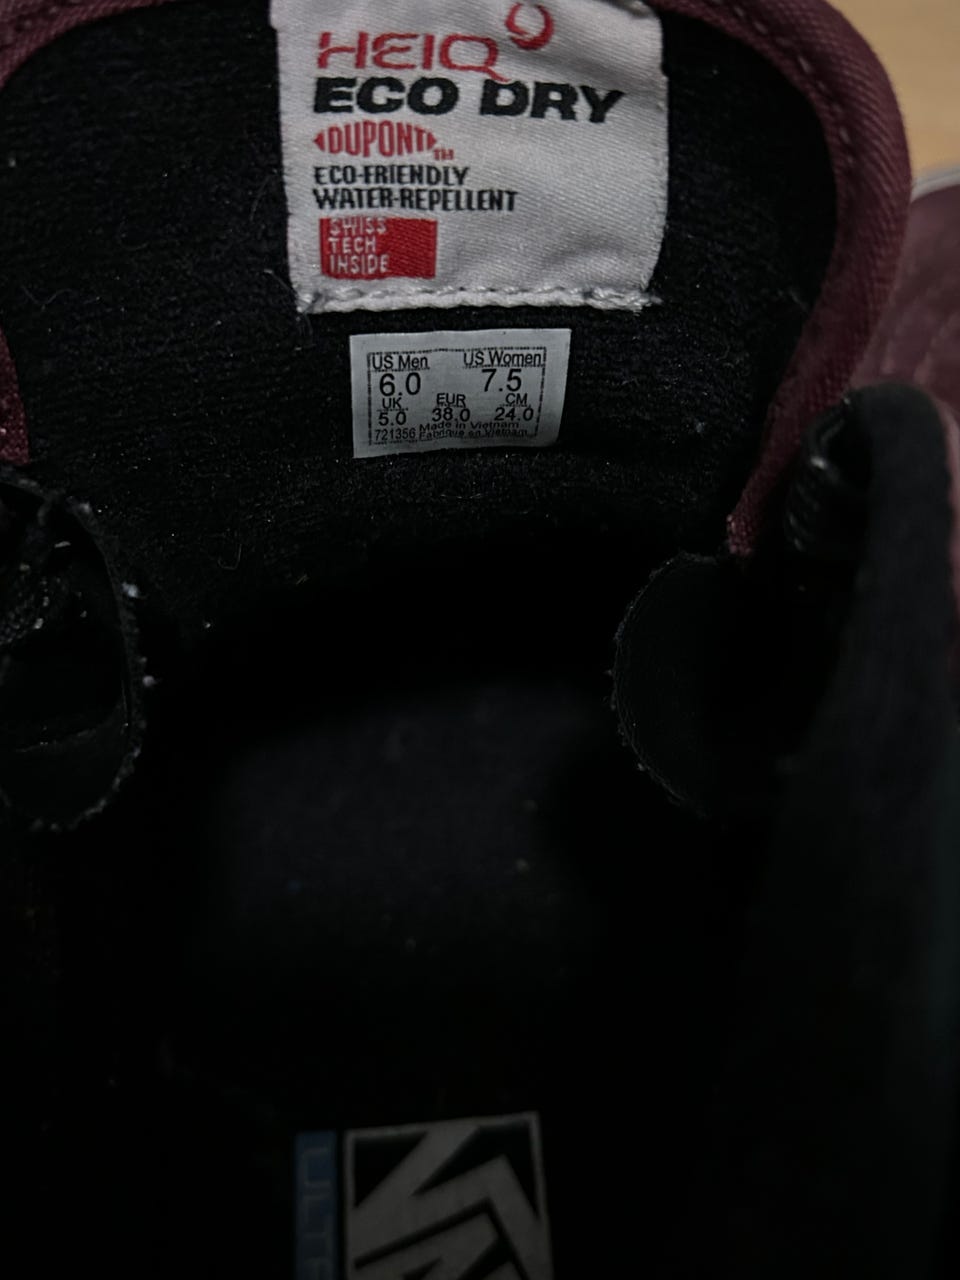 HEIQ
ECO DRY
DUPONT TM
ECO-FRIENDLY
WATER-REPELLENT
SWISS
TECH
INSIDE
US Men US Women
6.0 7.5
UK EUR CM
5.0 38.0 24.0
Made in Vietnam
721356 Fabriqué en Vietnam